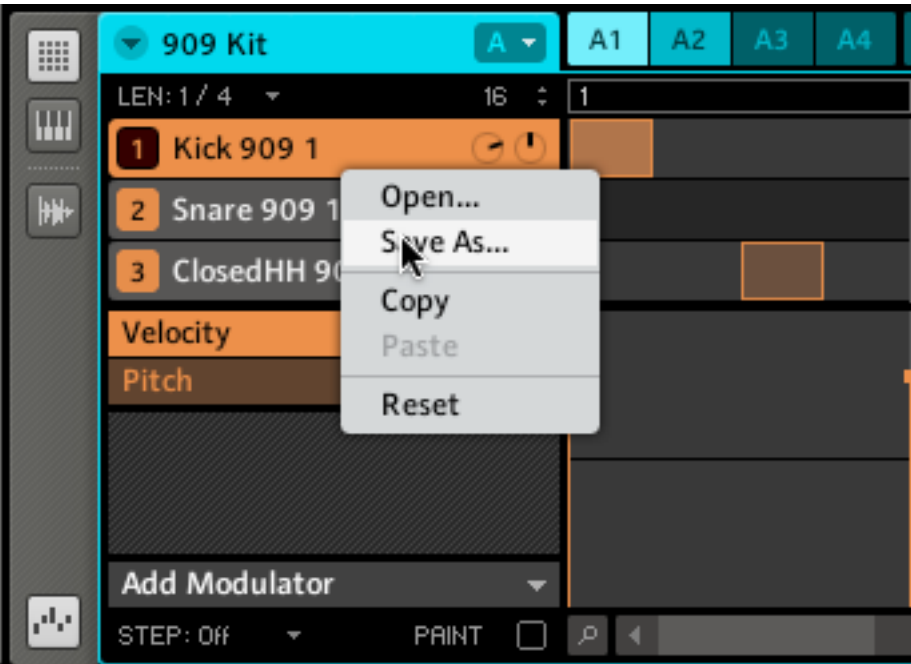 909 Kit A A1 A2 A3 A4
LEN: 1 / 4 16 1
1 Kick 909 1
2 Snare 909 1
3 ClosedHH 90
Open...
Save As...
Copy
Paste
Reset
Velocity
Pitch
Add Modulator
STEP: Off PAINT